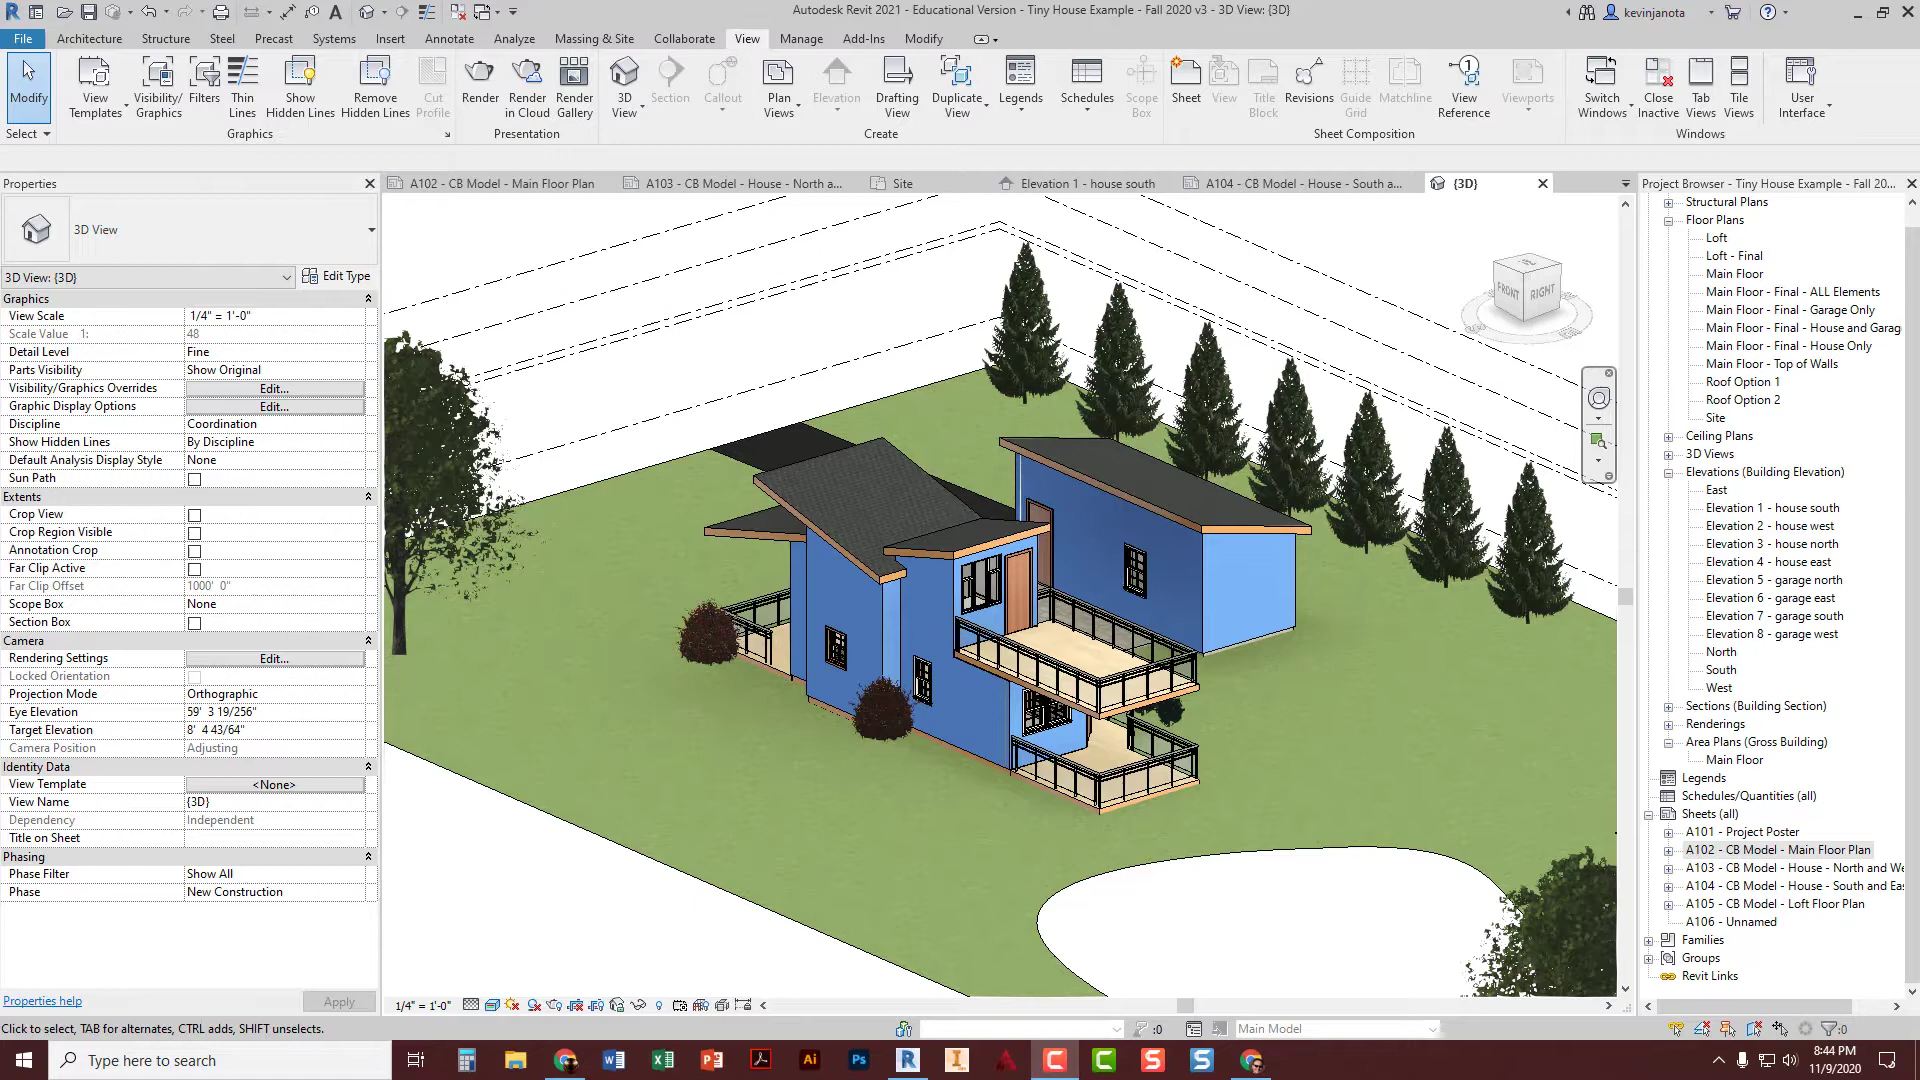 Autodesk Revit 2021 - Educational Version - Tiny House Example - Fall 2020 v3 - 3D View: {3D}
kevinjanota
File Architecture Structure Steel Precast Systems Insert Annotate Analyze Massing & Site Collaborate View Manage Add-Ins Modify
Modify
View Templates
Visibility/ Graphics
Filters
Thin Lines
Show Hidden Lines
Remove Hidden Lines
Cut Profile
Render
Render in Cloud
Render Gallery
3D View
Section
Callout
Plan Views
Elevation
Drafting View
Duplicate View
Legends
Schedules
Scope Box
Sheet
View
Title Block
Revisions
Guide Grid
Matchline
View Reference
Viewports
Switch Windows
Close Inactive
Tab Views
Tile Views
User Interface
Select Graphics Presentation Create Sheet Composition Windows
Properties
A102 - CB Model - Main Floor Plan
A103 - CB Model - House - North a...
Site
Elevation 1 - house south
A104 - CB Model - House - South a...
{3D}
Project Browser - Tiny House Example - Fall 20...
3D View
3D View: {3D} Edit Type
Graphics
View Scale 1/4" = 1'-0"
Scale Value 1: 48
Detail Level Fine
Parts Visibility Show Original
Visibility/Graphics Overrides Edit...
Graphic Display Options Edit...
Discipline Coordination
Show Hidden Lines By Discipline
Default Analysis Display Style None
Sun Path
Extents
Crop View
Crop Region Visible
Annotation Crop
Far Clip Active
Far Clip Offset 1000' 0"
Scope Box None
Section Box
Camera
Rendering Settings Edit...
Locked Orientation
Projection Mode Orthographic
Eye Elevation 59' 3 19/256"
Target Elevation 8' 4 43/64"
Camera Position Adjusting
Identity Data
View Template <None>
View Name {3D}
Dependency Independent
Title on Sheet
Phasing
Phase Filter Show All
Phase New Construction
Properties help Apply
FRONT RIGHT
Structural Plans
Floor Plans
Loft
Loft - Final
Main Floor
Main Floor - Final - ALL Elements
Main Floor - Final - Garage Only
Main Floor - Final - House and Garag
Main Floor - Final - House Only
Main Floor - Top of Walls
Roof Option 1
Roof Option 2
Site
Ceiling Plans
3D Views
Elevations (Building Elevation)
East
Elevation 1 - house south
Elevation 2 - house west
Elevation 3 - house north
Elevation 4 - house east
Elevation 5 - garage north
Elevation 6 - garage east
Elevation 7 - garage south
Elevation 8 - garage west
North
South
West
Sections (Building Section)
Renderings
Area Plans (Gross Building)
Main Floor
Legends
Schedules/Quantities (all)
Sheets (all)
A101 - Project Poster
A102 - CB Model - Main Floor Plan
A103 - CB Model - House - North and We
A104 - CB Model - House - South and Eas
A105 - CB Model - Loft Floor Plan
A106 - Unnamed
Families
Groups
Revit Links
1/4" = 1'-0"
Click to select, TAB for alternates, CTRL adds, SHIFT unselects.
:0
Main Model
:0
Type here to search
8:44 PM
11/9/2020